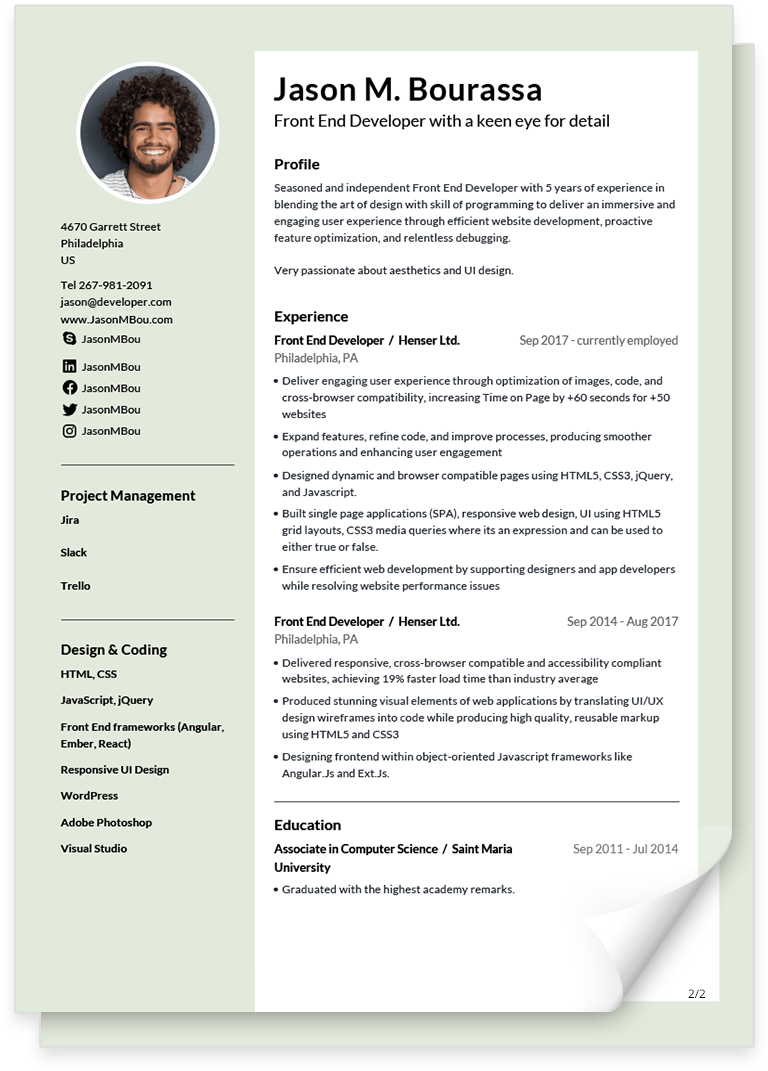 Jason M. Bourassa
Front End Developer with a keen eye for detail
4670 Garrett Street
Philadelphia
US
Tel 267-981-2091
jason@developer.com
www.JasonMBou.com
JasonMBou
JasonMBou
JasonMBou
JasonMBou
JasonMBou
Project Management
Jira
Slack
Trello
Design & Coding
HTML, CSS
JavaScript, jQuery
Front End frameworks (Angular,
Ember, React)
Responsive UI Design
WordPress
Adobe Photoshop
Visual Studio
Profile
Seasoned and independent Front End Developer with 5 years of experience in
blending the art of design with skill of programming to deliver an immersive and
engaging user experience through efficient website development, proactive
feature optimization, and relentless debugging.
Very passionate about aesthetics and UI design.
Experience
Front End Developer / Henser Ltd. Sep 2017 - currently employed
Philadelphia, PA
• Deliver engaging user experience through optimization of images, code, and
cross-browser compatibility, increasing Time on Page by +60 seconds for +50
websites
• Expand features, refine code, and improve processes, producing smoother
operations and enhancing user engagement
• Designed dynamic and browser compatible pages using HTML5, CSS3, jQuery,
and Javascript.
• Built single page applications (SPA), responsive web design, UI using HTML5
grid layouts, CSS3 media queries where its an expression and can be used to
either true or false.
• Ensure efficient web development by supporting designers and app developers
while resolving website performance issues
Front End Developer / Henser Ltd. Sep 2014 - Aug 2017
Philadelphia, PA
• Delivered responsive, cross-browser compatible and accessibility compliant
websites, achieving 19% faster load time than industry average
• Produced stunning visual elements of web applications by translating UI/UX
design wireframes into code while producing high quality, reusable markup
using HTML5 and CSS3
• Designing frontend within object-oriented Javascript frameworks like
Angular.Js and Ext.Js.
Education
Associate in Computer Science / Saint Maria Sep 2011 - Jul 2014
University
• Graduated with the highest academy remarks.
2/2